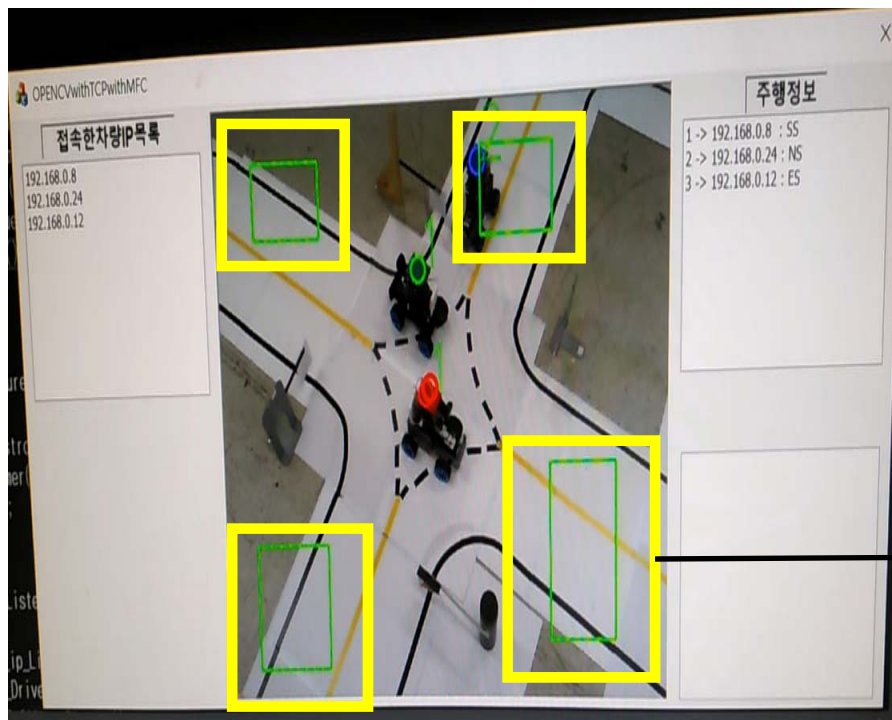 OPENCVwithTCPwithMFC
X
접속한차량IP목록
192.168.0.8
192.168.0.24
192.168.0.12
주행정보
1 -> 192.168.0.8 : SS
2 -> 192.168.0.24 : NS
3 -> 192.168.0.12 : ES